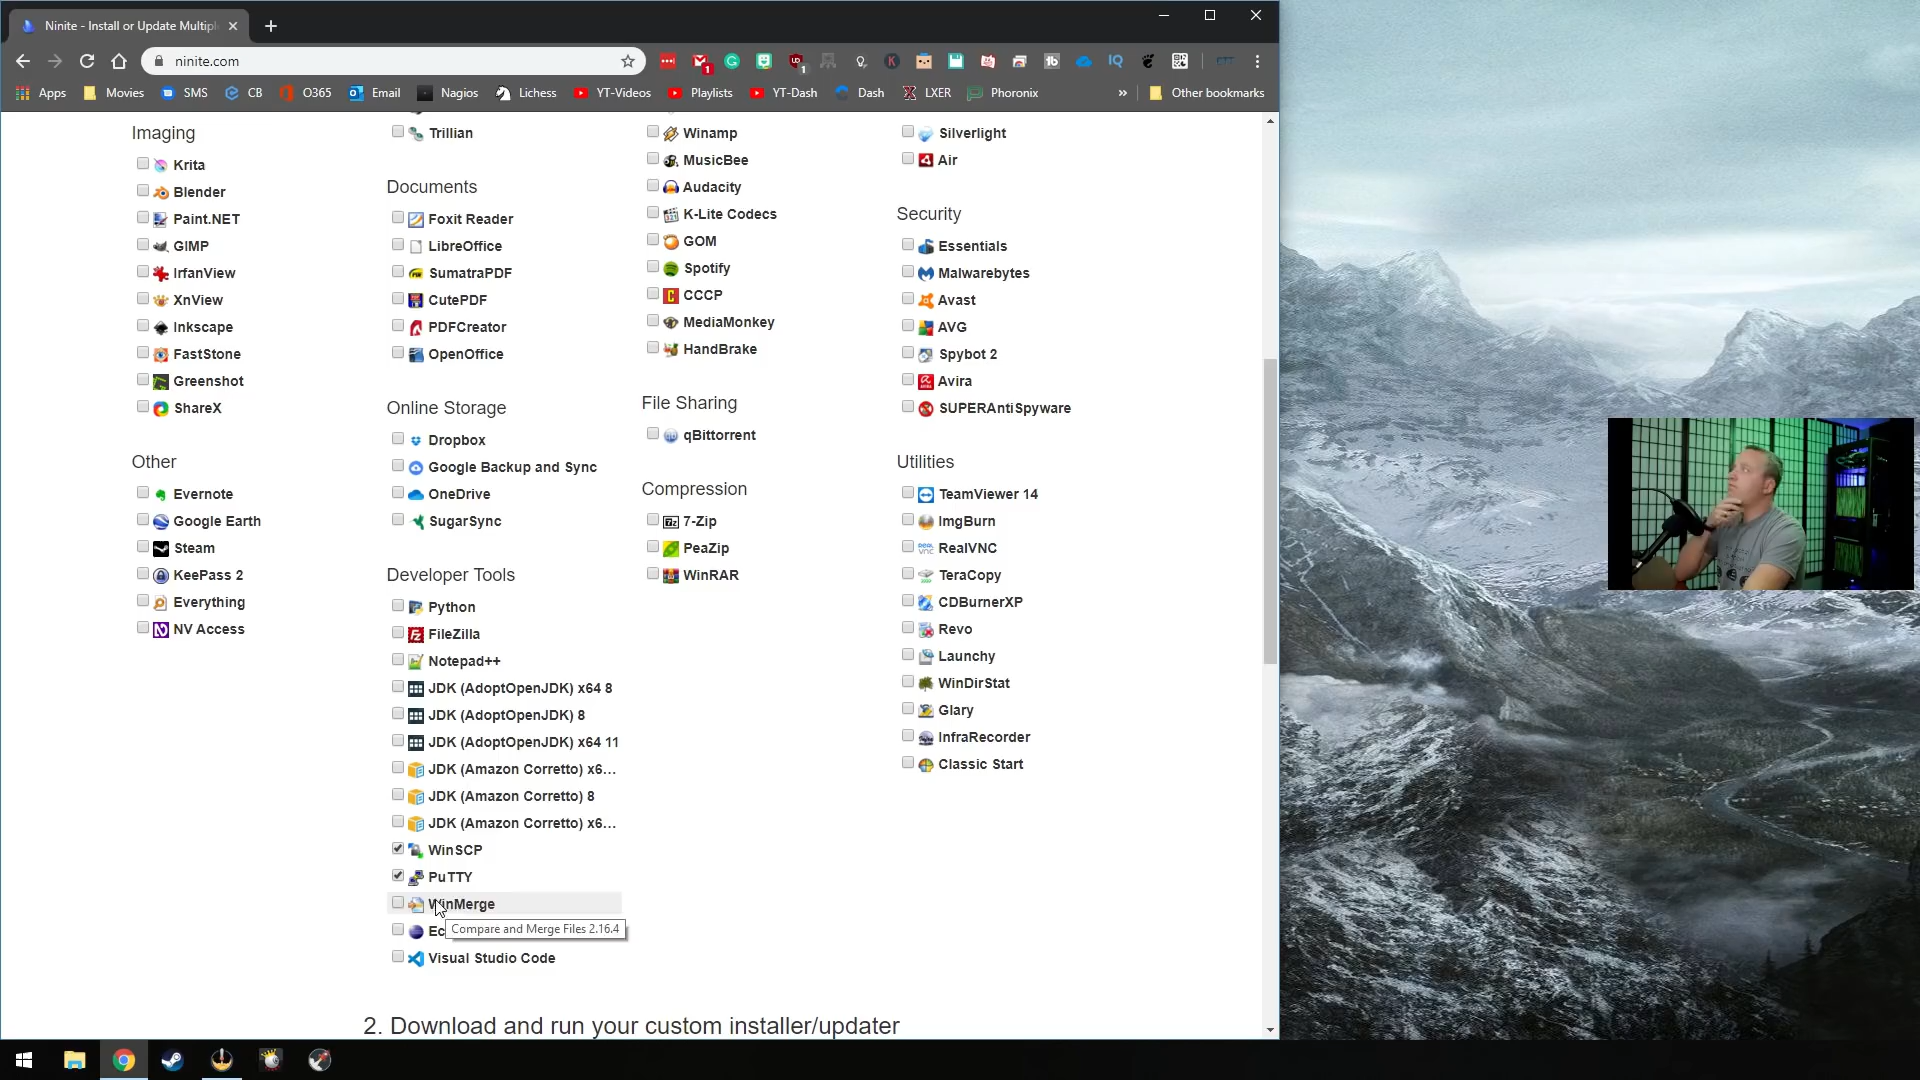 Ninite - Install or Update Multipl
ninite.com
1
1
Apps
Movies
SMS
CB
O365
Email
Nagios
Lichess
YT-Videos
Playlists
YT-Dash
Dash
LXER
Phoronix
»
Other bookmarks
Imaging
Krita
Blender
Paint.NET
GIMP
IrfanView
XnView
Inkscape
FastStone
Greenshot
ShareX
Other
Evernote
Google Earth
Steam
KeePass 2
Everything
NV Access
Trillian
Documents
Foxit Reader
LibreOffice
SumatraPDF
CutePDF
PDFCreator
OpenOffice
Online Storage
Dropbox
Google Backup and Sync
OneDrive
SugarSync
Developer Tools
Python
FileZilla
Notepad++
JDK (AdoptOpenJDK) x64 8
JDK (AdoptOpenJDK) 8
JDK (AdoptOpenJDK) x64 11
JDK (Amazon Corretto) x6...
JDK (Amazon Corretto) 8
JDK (Amazon Corretto) x6...
WinSCP
PuTTY
WinMerge
Compare and Merge Files 2.16.4
Ec
Visual Studio Code
Winamp
MusicBee
Audacity
K-Lite Codecs
GOM
Spotify
CCCP
MediaMonkey
HandBrake
File Sharing
qBittorrent
Compression
7-Zip
PeaZip
WinRAR
Silverlight
Air
Security
Essentials
Malwarebytes
Avast
AVG
Spybot 2
Avira
SUPERAntiSpyware
Utilities
TeamViewer 14
ImgBurn
RealVNC
TeraCopy
CDBurnerXP
Revo
Launchy
WinDirStat
Glary
InfraRecorder
Classic Start
2. Download and run your custom installer/updater